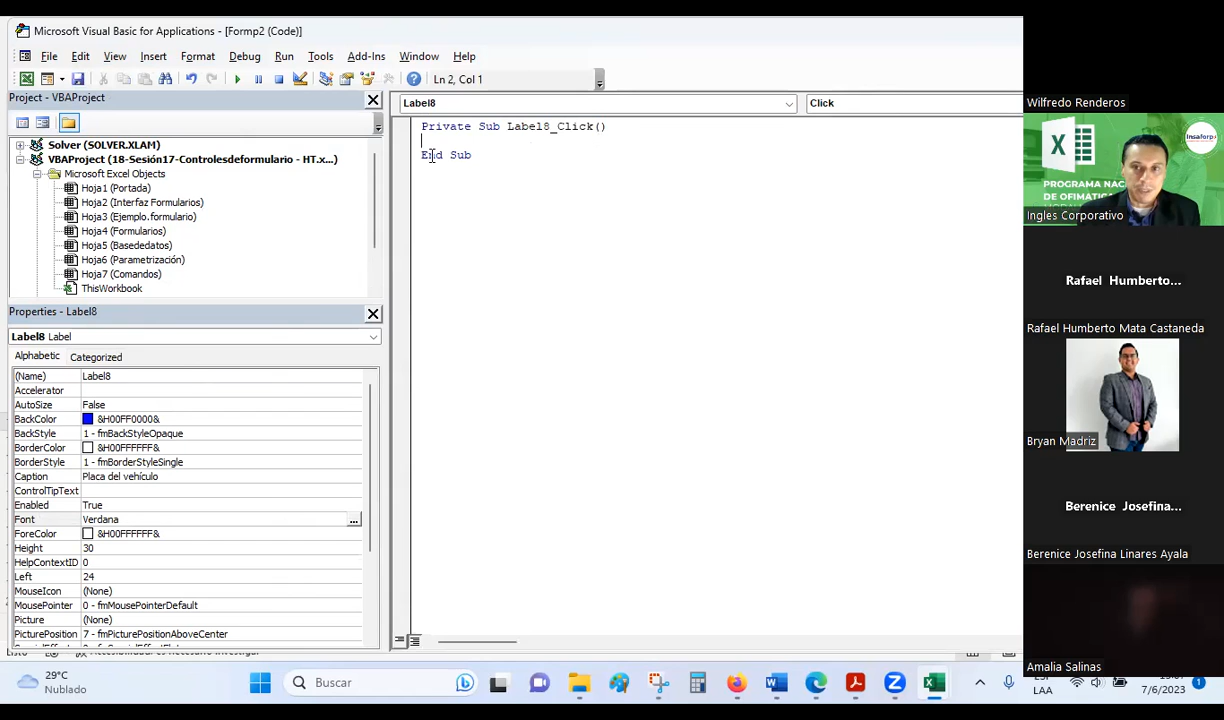 Microsoft Visual Basic for Applications - [Formp2 (Code)]
File Edit View Insert Format Debug Run Tools Add-Ins Window Help
Ln 2, Col 1
Project - VBAProject
Label8
Click
Solver (SOLVER.XLAM)
VBAProject (18-Sesión17-Controlesdeformulario - HT.x...)
Microsoft Excel Objects
Hoja1 (Portada)
Hoja2 (Interfaz Formularios)
Hoja3 (Ejemplo.formulario)
Hoja4 (Formularios)
Hoja5 (Basededatos)
Hoja6 (Parametrización)
Hoja7 (Comandos)
ThisWorkbook
Properties - Label8
Label8 Label
Alphabetic Categorized
(Name) Label8
Accelerator
AutoSize False
BackColor &H00FF0000&
BackStyle 1 - fmBackStyleOpaque
BorderColor &H00FFFFFF&
BorderStyle 1 - fmBorderStyleSingle
Caption Placa del vehículo
ControlTipText
Enabled True
Font Verdana ...
ForeColor &H00FFFFFF&
Height 30
HelpContextID 0
Left 24
MouseIcon (None)
MousePointer 0 - fmMousePointerDefault
Picture (None)
PicturePosition 7 - fmPicturePositionAboveCenter
Private Sub Label8_Click()
End Sub
Wilfredo Renderos
Insaforp
PROGRAMA NAC
DE OFIMATICA
Ingles Corporativo
Rafael Humberto...
Rafael Humberto Mata Castaneda
Bryan Madriz
Berenice Josefina...
Berenice Josefina Linares Ayala
Amalia Salinas
29°C
Nublado
Buscar
LAA
7/6/2023
1